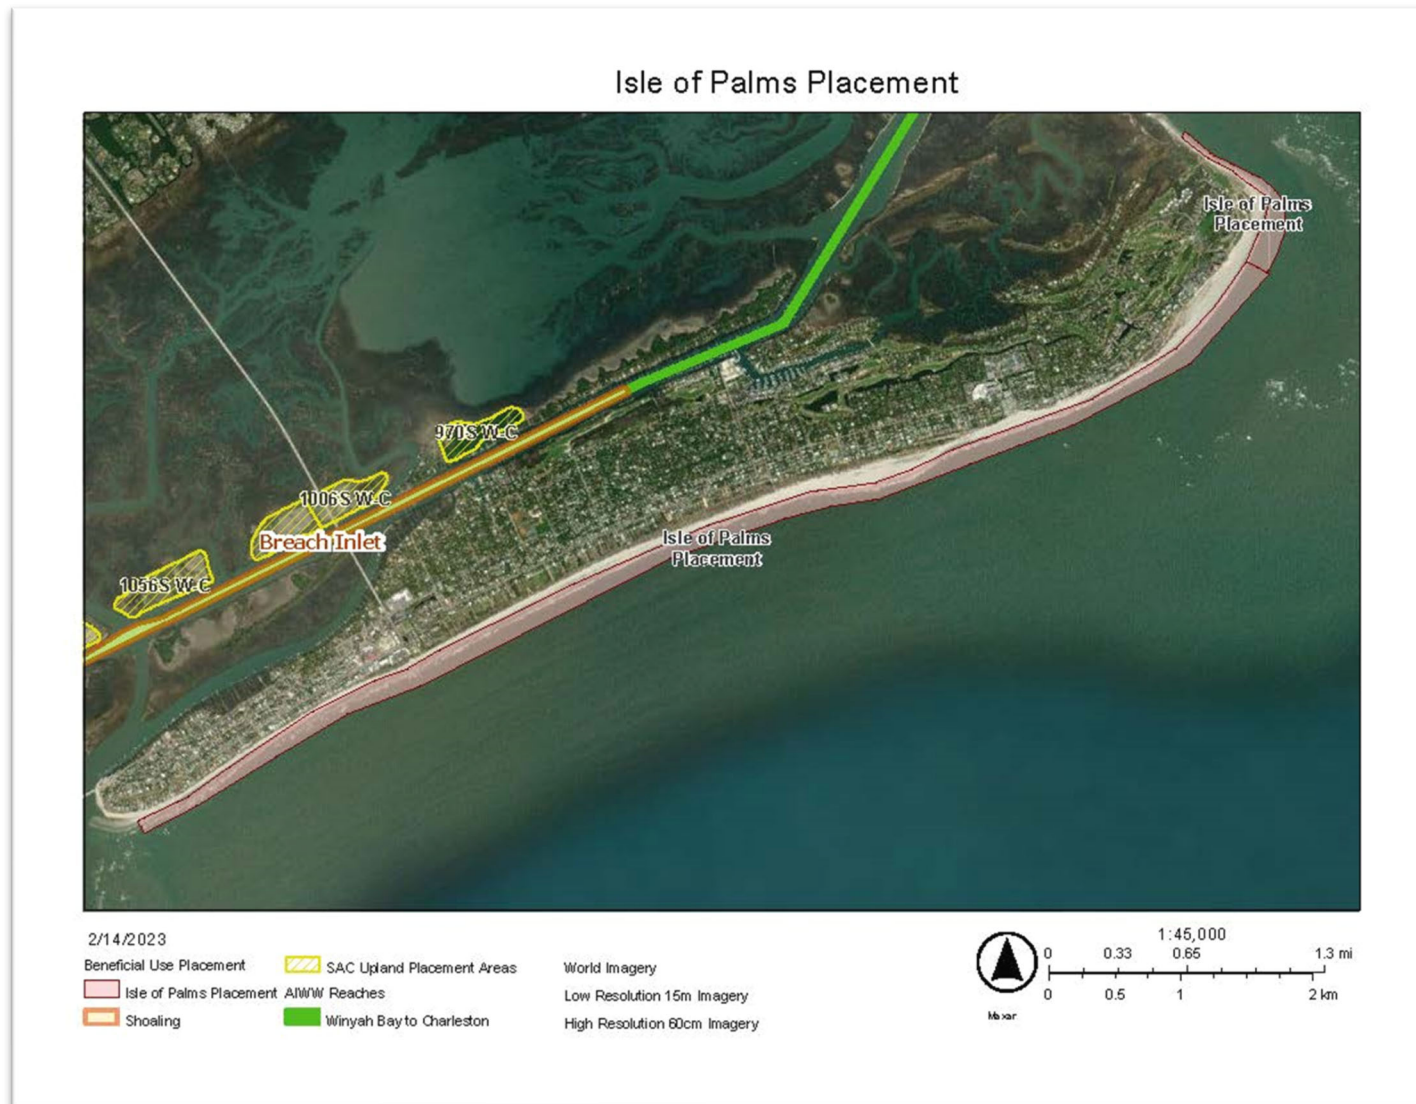 Isle of Palms Placement
Isle of Palms
Placement
970S W-C
1006S W-C
Breach Inlet
Isle of Palms
Placement
1056S W-C
2/14/2023
Beneficial Use Placement
Isle of Palms Placement
Shoaling
SAC Upland Placement Areas
AIWW Reaches
Winyah Bay to Charleston
World Imagery
Low Resolution 15m Imagery
High Resolution 60cm Imagery
Maxar
1:45,000
0 0.33 0.65 1.3 mi
0 0.5 1 2 km